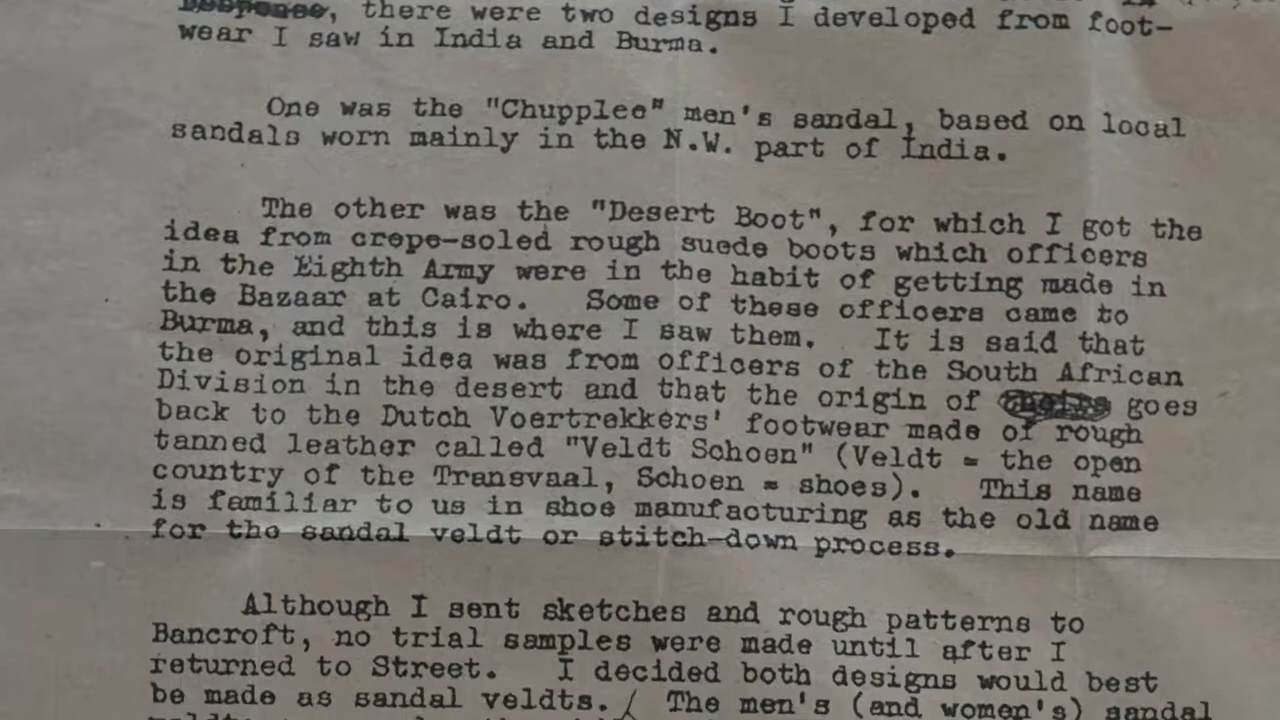 , there were two designs I developed from foot-
wear I saw in India and Burma.
One was the "Chupplee" men's sandal, based on local
sandals worn mainly in the N.W. part of India.
The other was the "Desert Boot", for which I got the
idea from crepe-soled rough suede boots which officers
in the Eighth Army were in the habit of getting made in
the Bazaar at Cairo. Some of these officers came to
Burma, and this is where I saw them. It is said that
the original idea was from officers of the South African
Division in the desert and that the origin of goes
back to the Dutch Voertrekkers' footwear made of rough
tanned leather called "Veldt Schoen" (Veldt = the open
country of the Transvaal, Schoen = shoes). This name
is familiar to us in shoe manufacturing as the old name
for the sandal veldt or stitch-down process.
Although I sent sketches and rough patterns to
Bancroft, no trial samples were made until after I
returned to Street. I decided both designs would best
be made as sandal veldts. / The men's (and women's) sandal